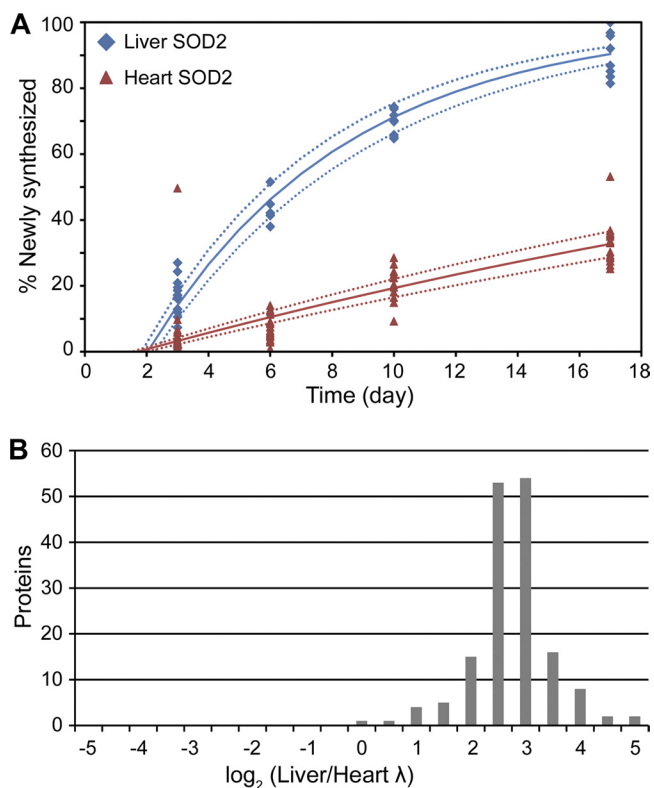 A
100
80
60
40
20
0
% Newly synthesized
Liver SOD2
Heart SOD2
0 2 4 6 8 10 12 14 16 18
Time (day)
B
60
50
40
30
20
10
0
Proteins
-5 -4 -3 -2 -1 0 1 2 3 4 5
log₂ (Liver/Heart λ)